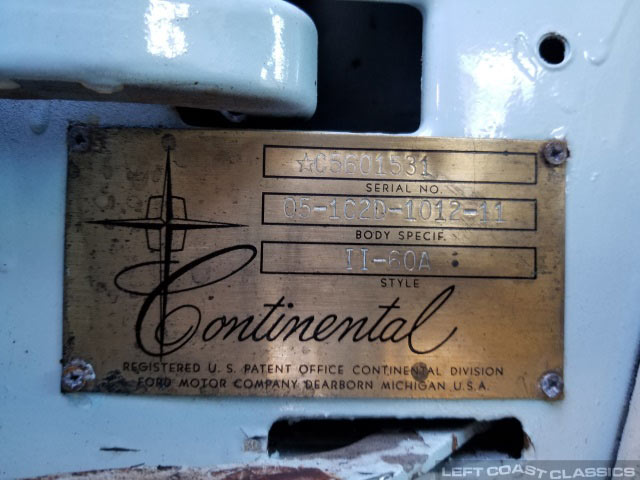 ☆C5601531
SERIAL NO.
05-1C2D-1012-11
BODY SPECIF.
II-60A
STYLE
Continental
REGISTERED U. S. PATENT OFFICE CONTINENTAL DIVISION
FORD MOTOR COMPANY DEARBORN MICHIGAN U.S.A.
LEFT COAST CLASSICS